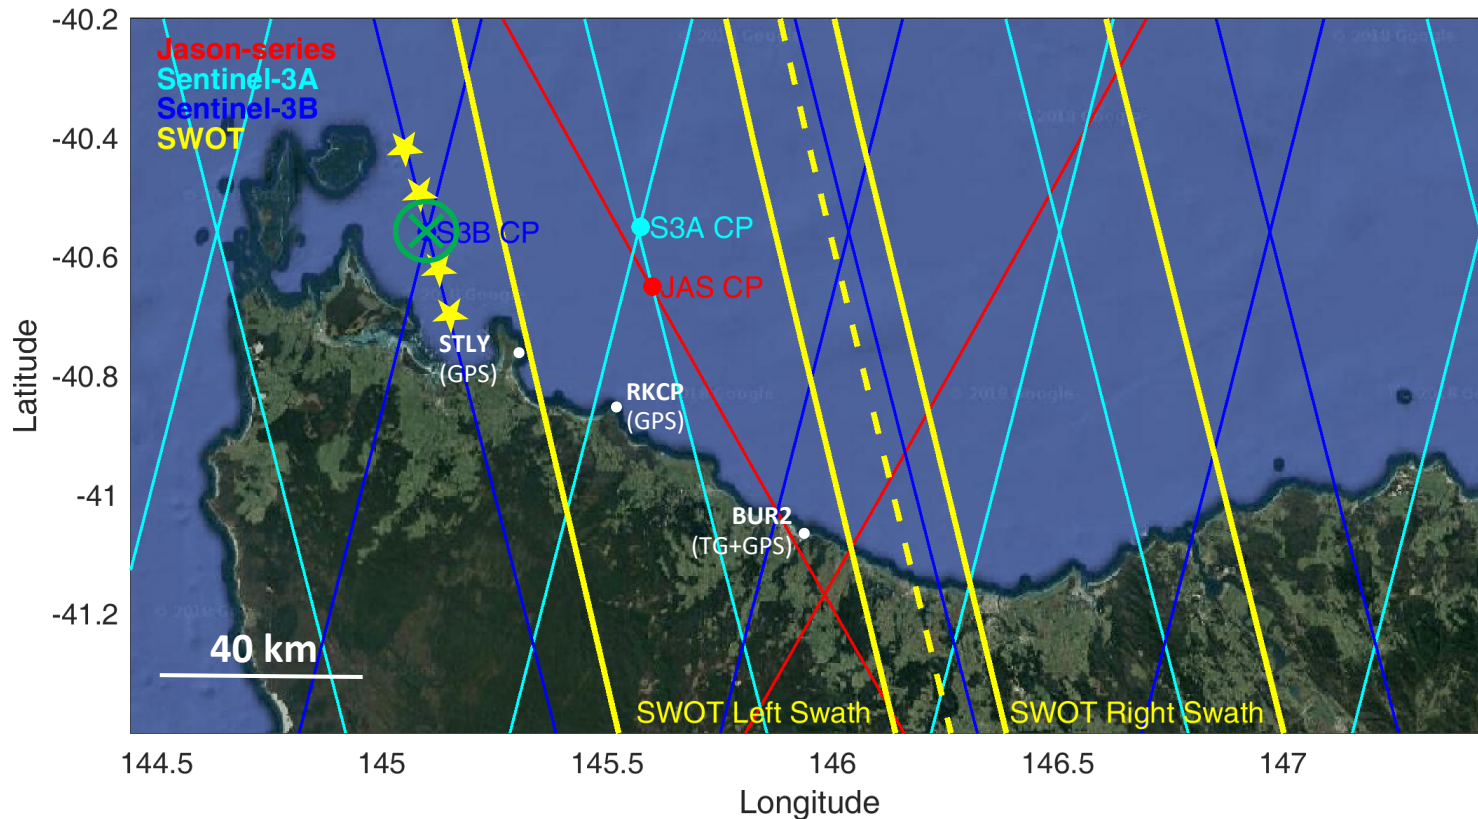 -40.2
-40.4
-40.6
-40.8
-41
-41.2
Latitude
Jason-series
Sentinel-3A
Sentinel-3B
SWOT
S3B CP
S3A CP
JAS CP
STLY
(GPS)
RKCP
(GPS)
BUR2
(TG+GPS)
40 km
SWOT Left Swath
SWOT Right Swath
144.5
145
145.5
146
146.5
147
Longitude